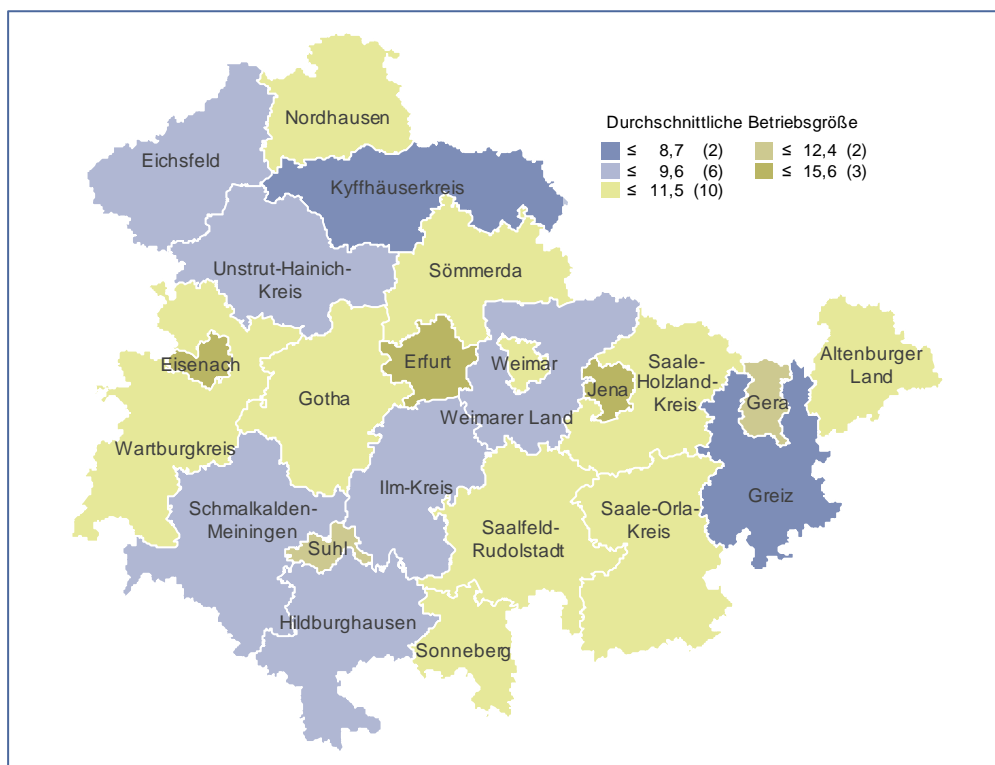 Durchschnittliche Betriebsgröße
≤ 8,7 (2)
≤ 12,4 (2)
≤ 9,6 (6)
≤ 15,6 (3)
≤ 11,5 (10)
Nordhausen
Eichsfeld
Kyffhäuserkreis
Unstrut-Hainich-
Kreis
Sömmerda
Eisenach
Erfurt
Weimar
Saale-
Holzland-
Kreis
Altenburger
Land
Gotha
Jena
Gera
Weimarer Land
Wartburgkreis
Ilm-Kreis
Greiz
Schmalkalden-
Meiningen
Saale-Orla-
Kreis
Saalfeld-
Rudolstadt
Suhl
Hildburghausen
Sonneberg